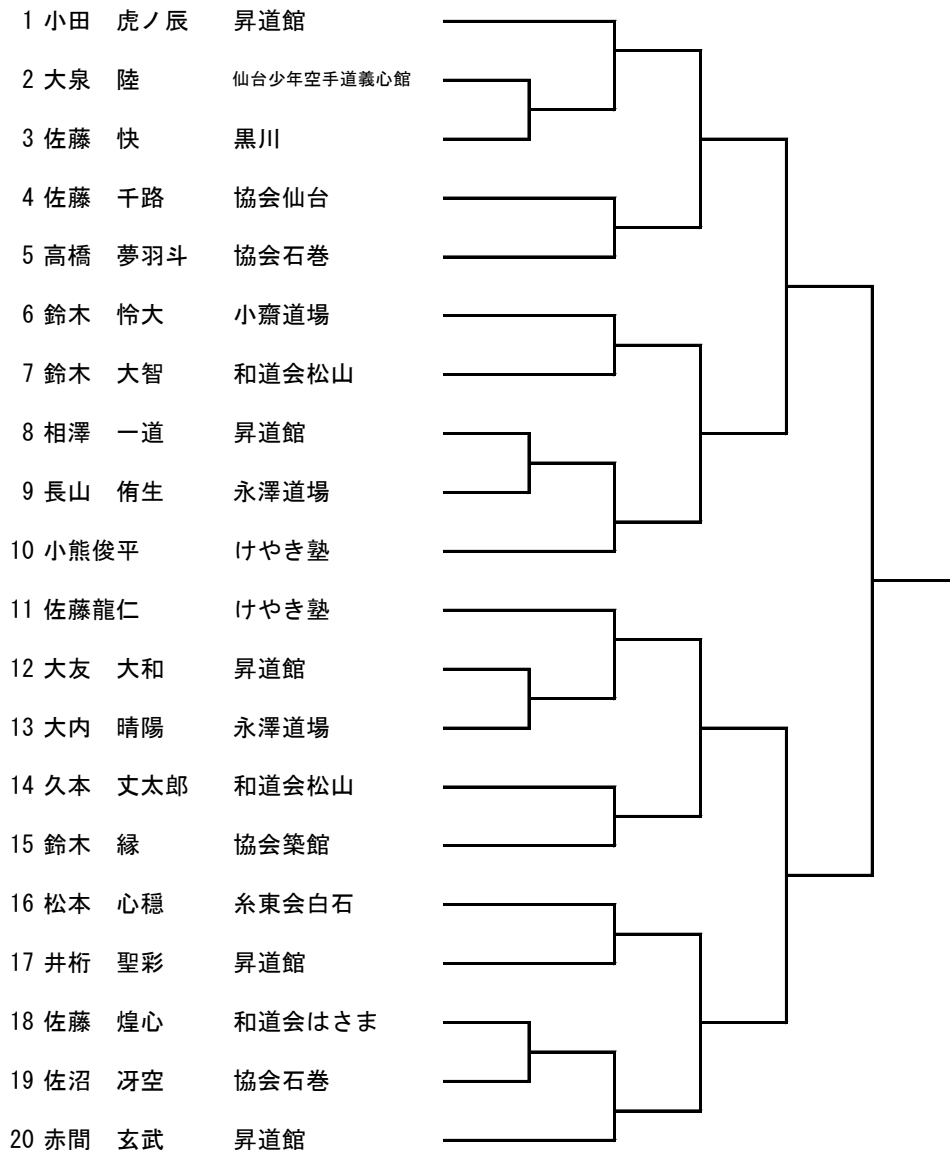 1 小田　虎ノ辰　昇道館
2 大泉　陸　仙台少年空手道義心館
3 佐藤　快　黒川
4 佐藤　千路　協会仙台
5 高橋　夢羽斗　協会石巻
6 鈴木　怜大　小齋道場
7 鈴木　大智　和道会松山
8 相澤　一道　昇道館
9 長山　侑生　永澤道場
10 小熊俊平　けやき塾
11 佐藤龍仁　けやき塾
12 大友　大和　昇道館
13 大内　晴陽　永澤道場
14 久本　丈太郎　和道会松山
15 鈴木　縁　協会築館
16 松本　心穏　糸東会白石
17 井桁　聖彩　昇道館
18 佐藤　煌心　和道会はさま
19 佐沼　冴空　協会石巻
20 赤間　玄武　昇道館